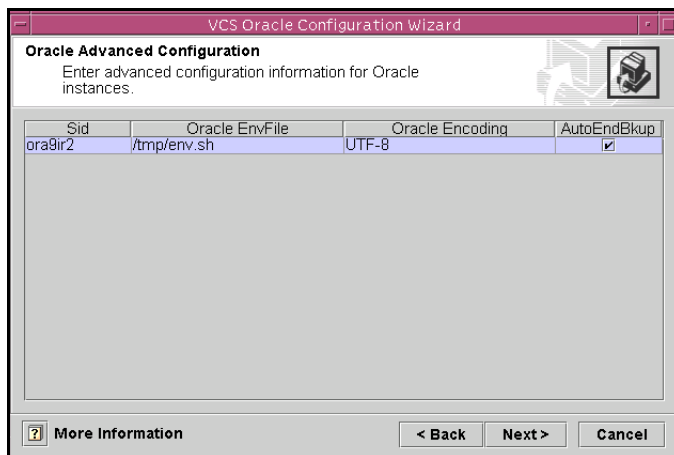 VCS Oracle Configuration Wizard
Oracle Advanced Configuration
Enter advanced configuration information for Oracle
instances.
Sid Oracle EnvFile Oracle Encoding AutoEndBkup
ora9ir2 /tmp/env.sh UTF-8
? More Information < Back Next > Cancel